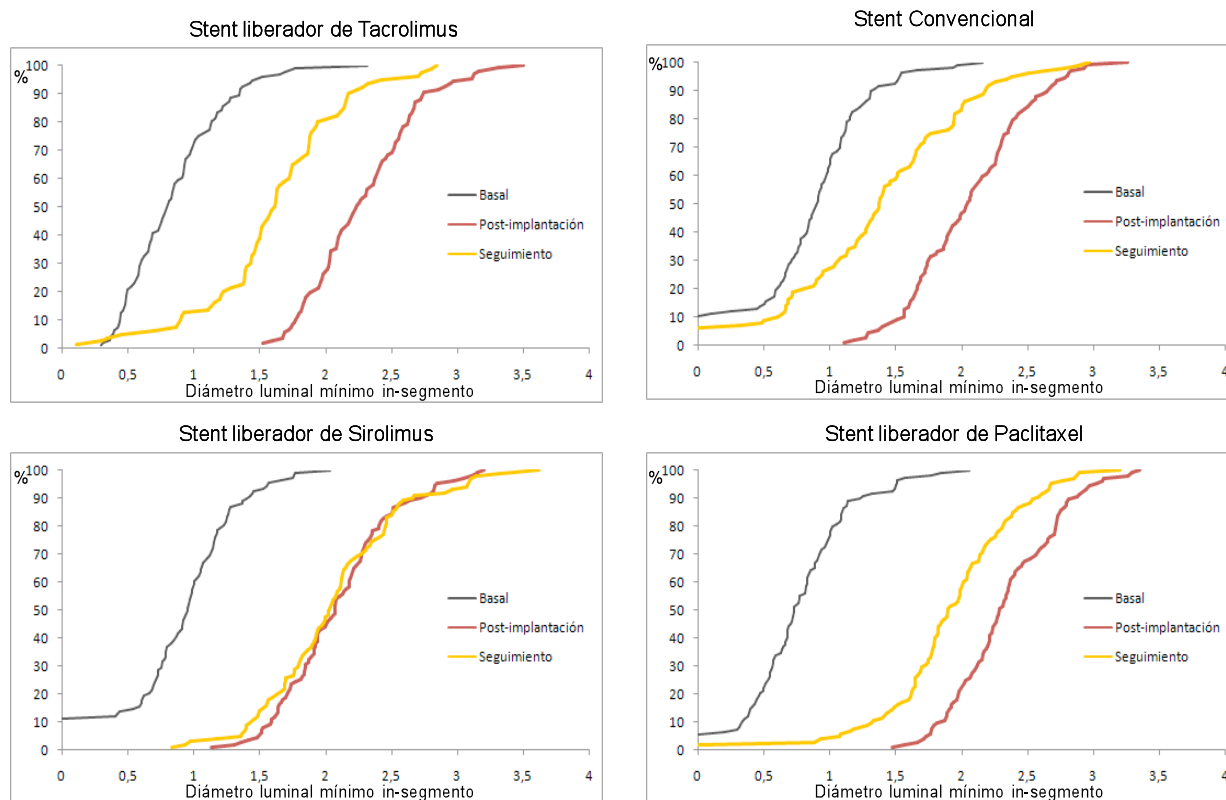 Stent liberador de Tacrolimus
%
100
90
80
70
60
50
40
30
20
10
0
Basal
Post-implantación
Seguimiento
0 0,5 1 1,5 2 2,5 3 3,5 4
Diámetro luminal mínimo in-segmento
Stent Convencional
%
100
90
80
70
60
50
40
30
20
10
0
Basal
Post-implantación
Seguimiento
0 0,5 1 1,5 2 2,5 3 3,5 4
Diámetro luminal mínimo in-segmento
Stent liberador de Sirolimus
%
100
90
80
70
60
50
40
30
20
10
0
Basal
Post-implantación
Seguimiento
0 0,5 1 1,5 2 2,5 3 3,5 4
Diámetro luminal mínimo in-segmento
Stent liberador de Paclitaxel
%
100
90
80
70
60
50
40
30
20
10
0
Basal
Post-implantación
Seguimiento
0 0,5 1 1,5 2 2,5 3 3,5 4
Diámetro luminal mínimo in-segmento